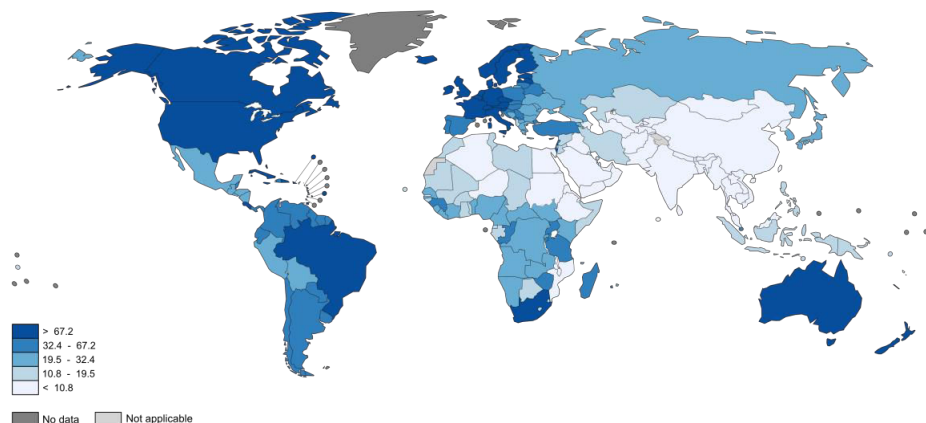 > 67.2
32.4 - 67.2
19.5 - 32.4
10.8 - 19.5
< 10.8
No data
Not applicable